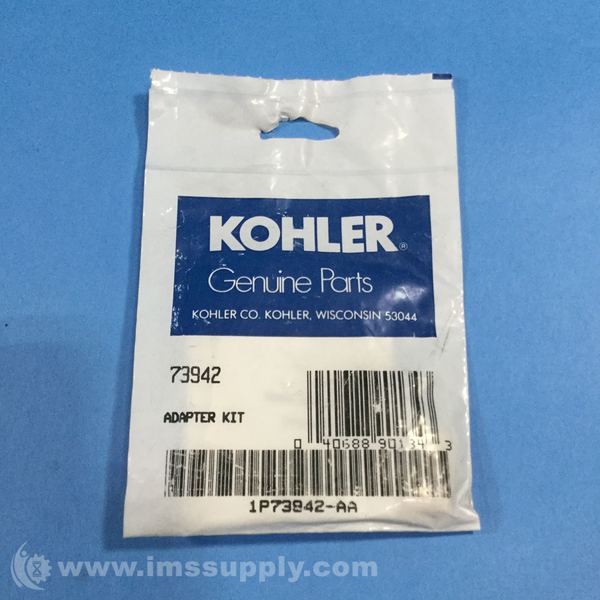 KOHLER®
Genuine Parts
KOHLER CO. KOHLER, WISCONSIN 53044
73942
ADAPTER KIT
0 40688 90134 3
1P73942-AA
www.imssupply.com